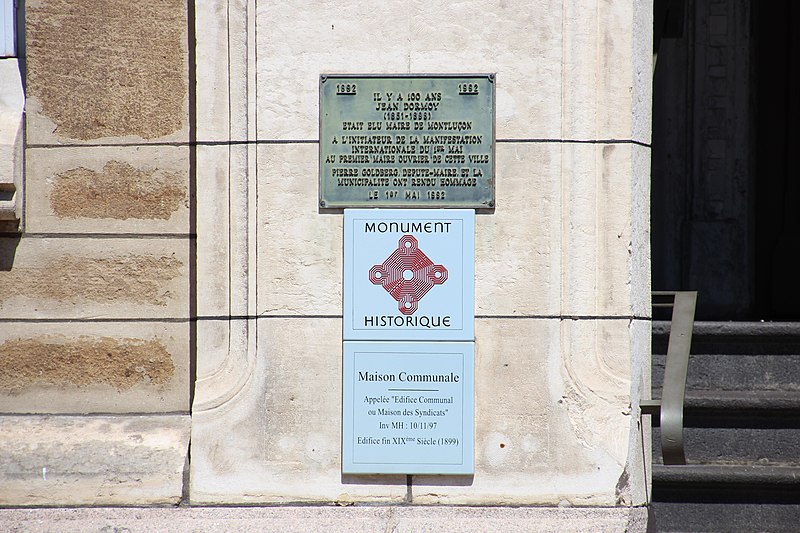 1892 1992
IL Y A 100 ANS
JEAN DORMOY
(1851-1898)
ETAIT ELU MAIRE DE MONTLUÇON
A L'INITIATEUR DE LA MANIFESTATION
INTERNATIONALE DU 1ER MAI
AU PREMIER MAIRE OUVRIER DE CETTE VILLE
PIERRE GOLDBERG, DEPUTE-MAIRE, ET LA
MUNICIPALITE ONT RENDU HOMMAGE
LE 1er MAI 1992
MONUMENT
HISTORIQUE
Maison Communale
Appelée "Edifice Communal
ou Maison des Syndicats"
Inv MH : 10/11/97
Edifice fin XIXème Siècle (1899)